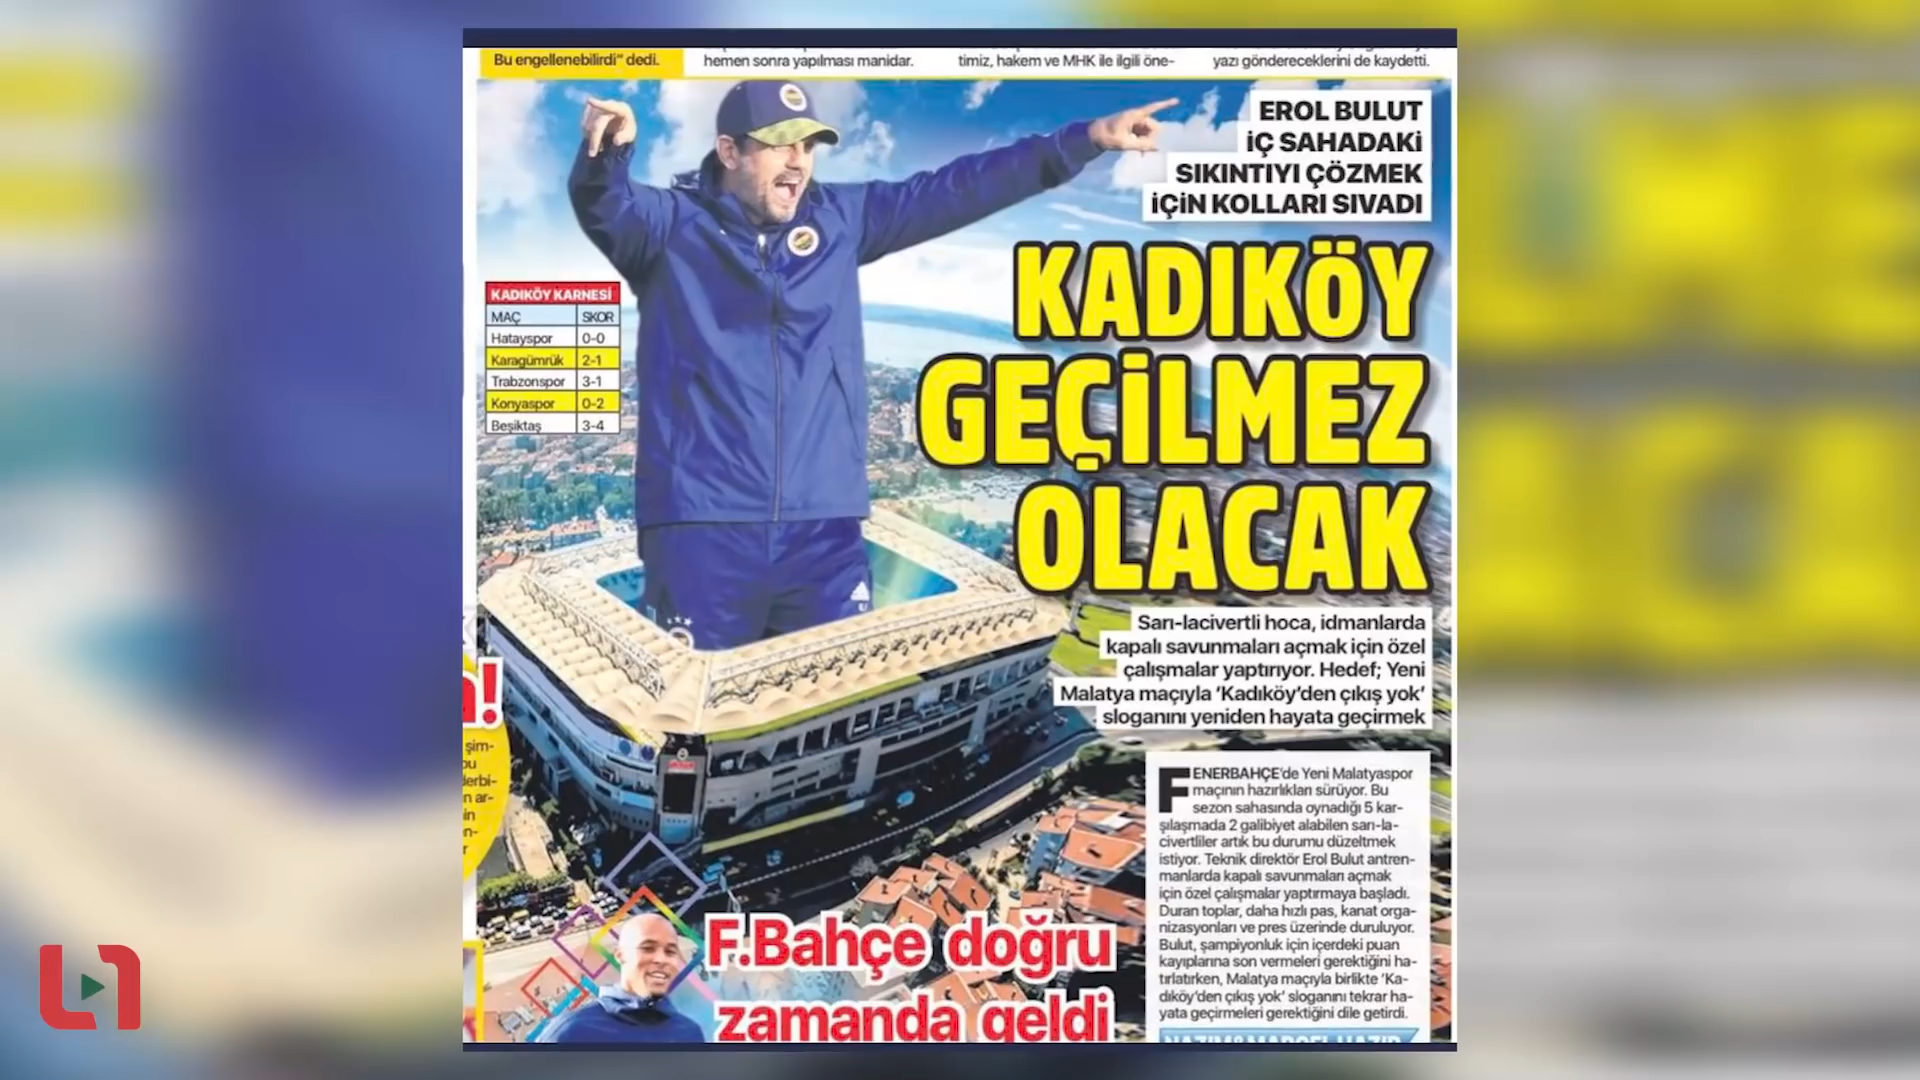 Bu engellenebilirdi" dedi.
hemen sonra yapılması manidar.
timiz, hakem ve MHK ile ilgili öne-
yazı göndereceklerini de kaydetti.
EROL BULUT
İÇ SAHADAKİ
SIKINTIYI ÇÖZMEK
İÇİN KOLLARI SIVADI
KADIKÖY
GEÇİLMEZ
OLACAK
KADIKÖY KARNESİ
MAÇ SKOR
Hatayspor 0-0
Karagümrük 2-1
Trabzonspor 3-1
Konyaspor 0-2
Beşiktaş 3-4
Sarı-lacivertli hoca, idmanlarda
kapalı savunmaları açmak için özel
çalışmalar yaptırıyor. Hedef; Yeni
Malatya maçıyla 'Kadıköy'den çıkış yok'
sloganını yeniden hayata geçirmek
FENERBAHÇE'de Yeni Malatyaspor
maçının hazırlıkları sürüyor. Bu
sezon sahasında oynadığı 5 kar-
şılaşmada 2 galibiyet alabilen sarı-la-
civertliler artık bu durumu düzeltmek
istiyor. Teknik direktör Erol Bulut antren-
manlarda kapalı savunmaları açmak
için özel çalışmalar yaptırmaya başladı.
Duran toplar, daha hızlı pas, kanat orga-
nizasyonları ve pres üzerinde duruluyor.
Bulut, şampiyonluk için içerdeki puan
kayıplarına son vermeleri gerektiğini ha-
tırlatırken, Malatya maçıyla birlikte 'Ka-
dıköy'den çıkış yok' sloganını tekrar ha-
yata geçirmeleri gerektiğini dile getirdi.
F.Bahçe doğru
zamanda geldi